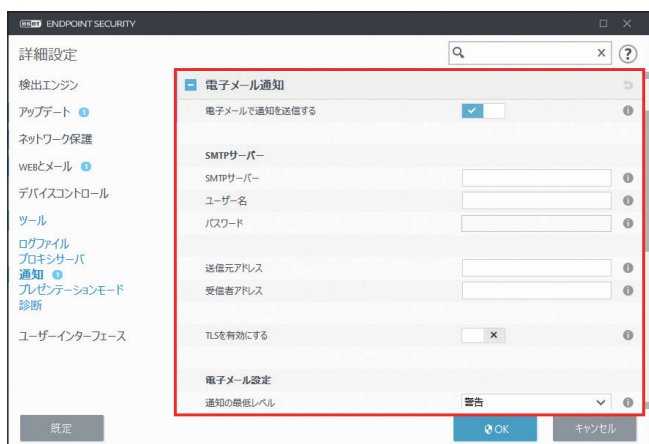 eset ENDPOINT SECURITY
詳細設定
検出エンジン
アップデート 1
ネットワーク保護
WEBとメール 1
デバイスコントロール
ツール
ログファイル
プロキシサーバ
通知 1
プレゼンテーションモード
診断
ユーザーインターフェース
電子メール通知
電子メールで通知を送信する
SMTPサーバー
SMTPサーバー
ユーザー名
パスワード
送信元アドレス
受信者アドレス
TLSを有効にする
電子メール設定
通知の最低レベル 警告
既定
OK
キャンセル